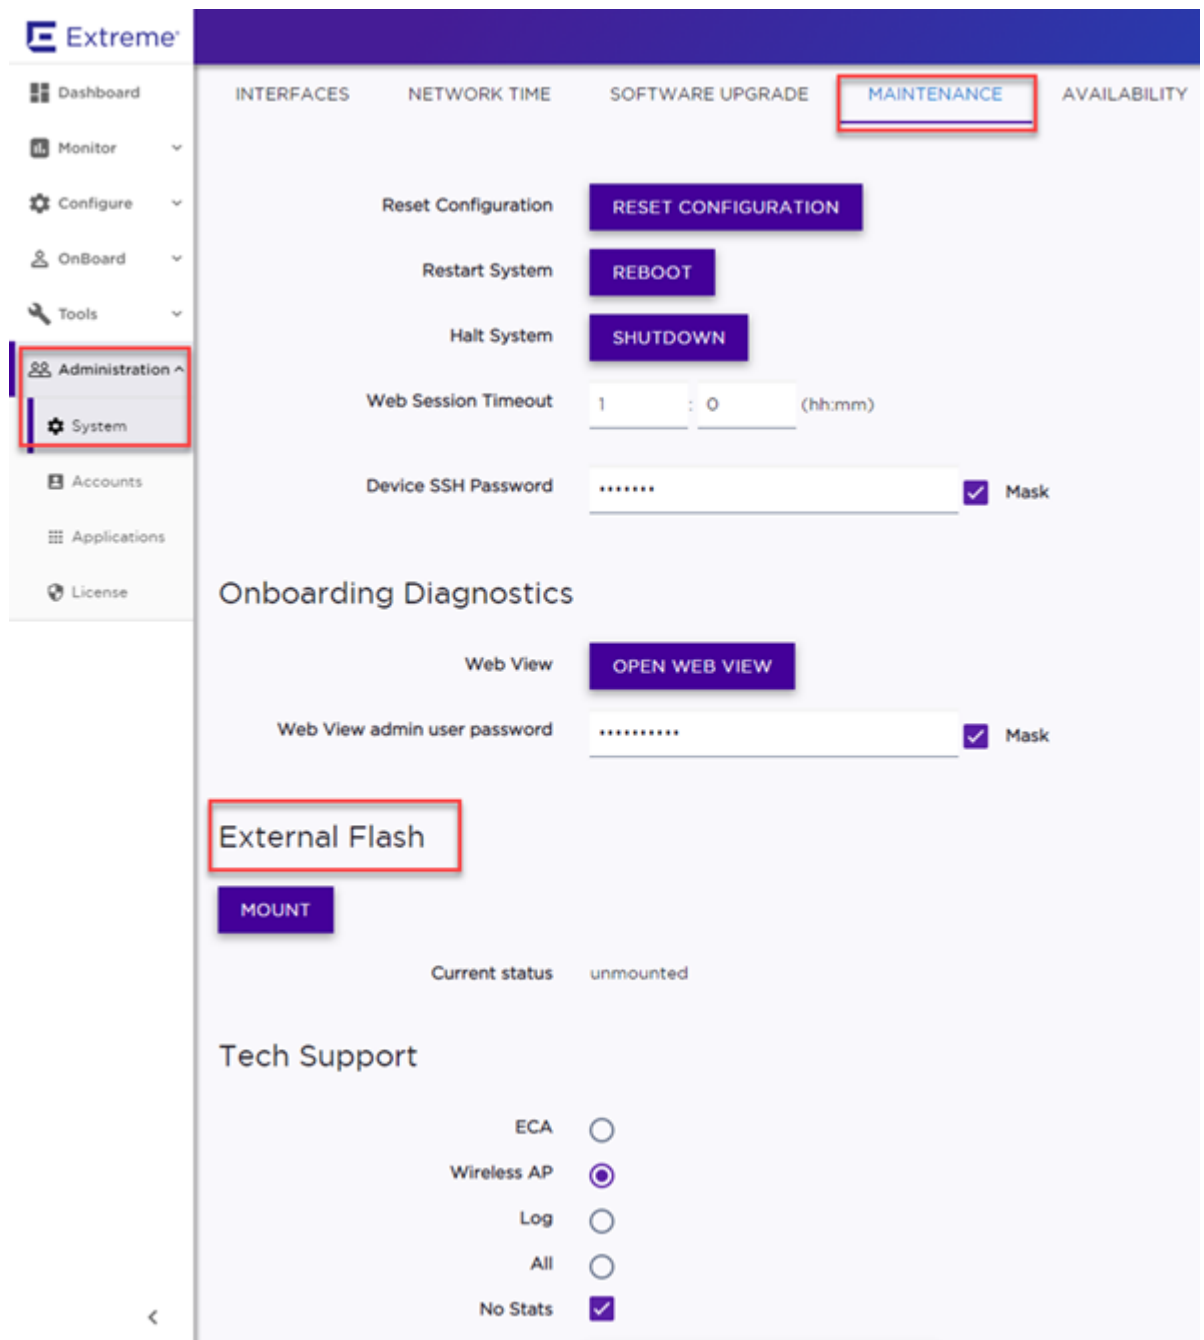 Extreme
Dashboard
Monitor
Configure
OnBoard
Tools
Administration
System
Accounts
Applications
License
INTERFACES NETWORK TIME SOFTWARE UPGRADE MAINTENANCE AVAILABILITY
Reset Configuration RESET CONFIGURATION
Restart System REBOOT
Halt System SHUTDOWN
Web Session Timeout 1 : 0 (hh:mm)
Device SSH Password ••••••• Mask
Onboarding Diagnostics
Web View OPEN WEB VIEW
Web View admin user password •••••••••• Mask
External Flash
MOUNT
Current status unmounted
Tech Support
ECA
Wireless AP
Log
All
No Stats